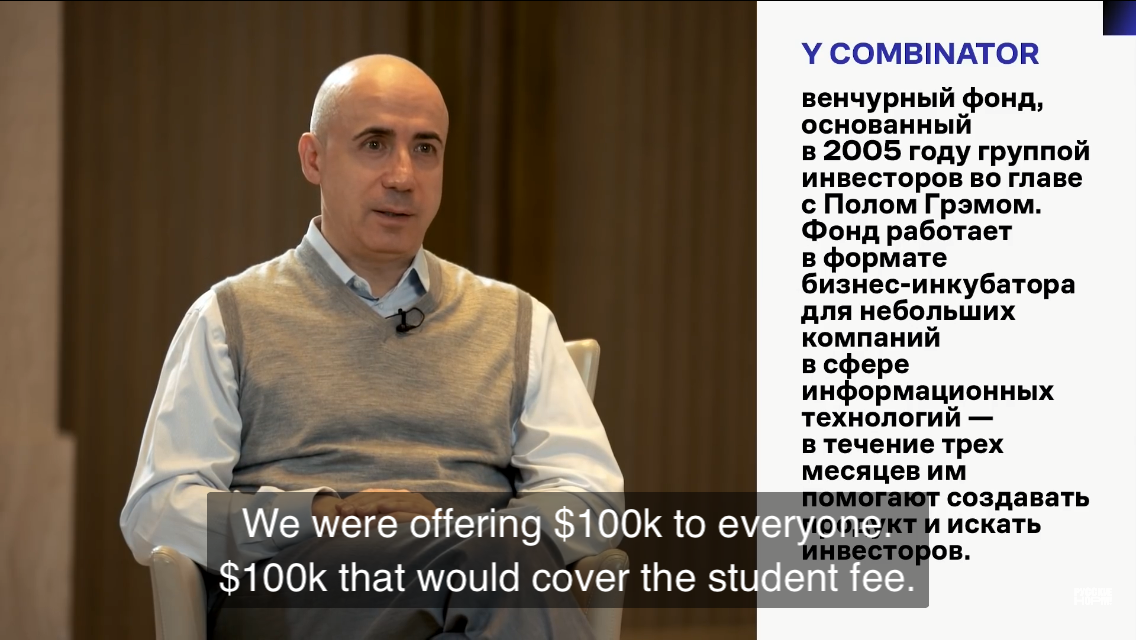 Y COMBINATOR
венчурный фонд,
основанный
в 2005 году группой
инвесторов во главе
с Полом Грэмом.
Фонд работает
в формате
бизнес-инкубатора
для небольших
компаний
в сфере
информационных
технологий —
в течение трех
месяцев им
помогают создавать
продукт и искать
инвесторов.
We were offering $100k to everyone.
$100k that would cover the student fee.